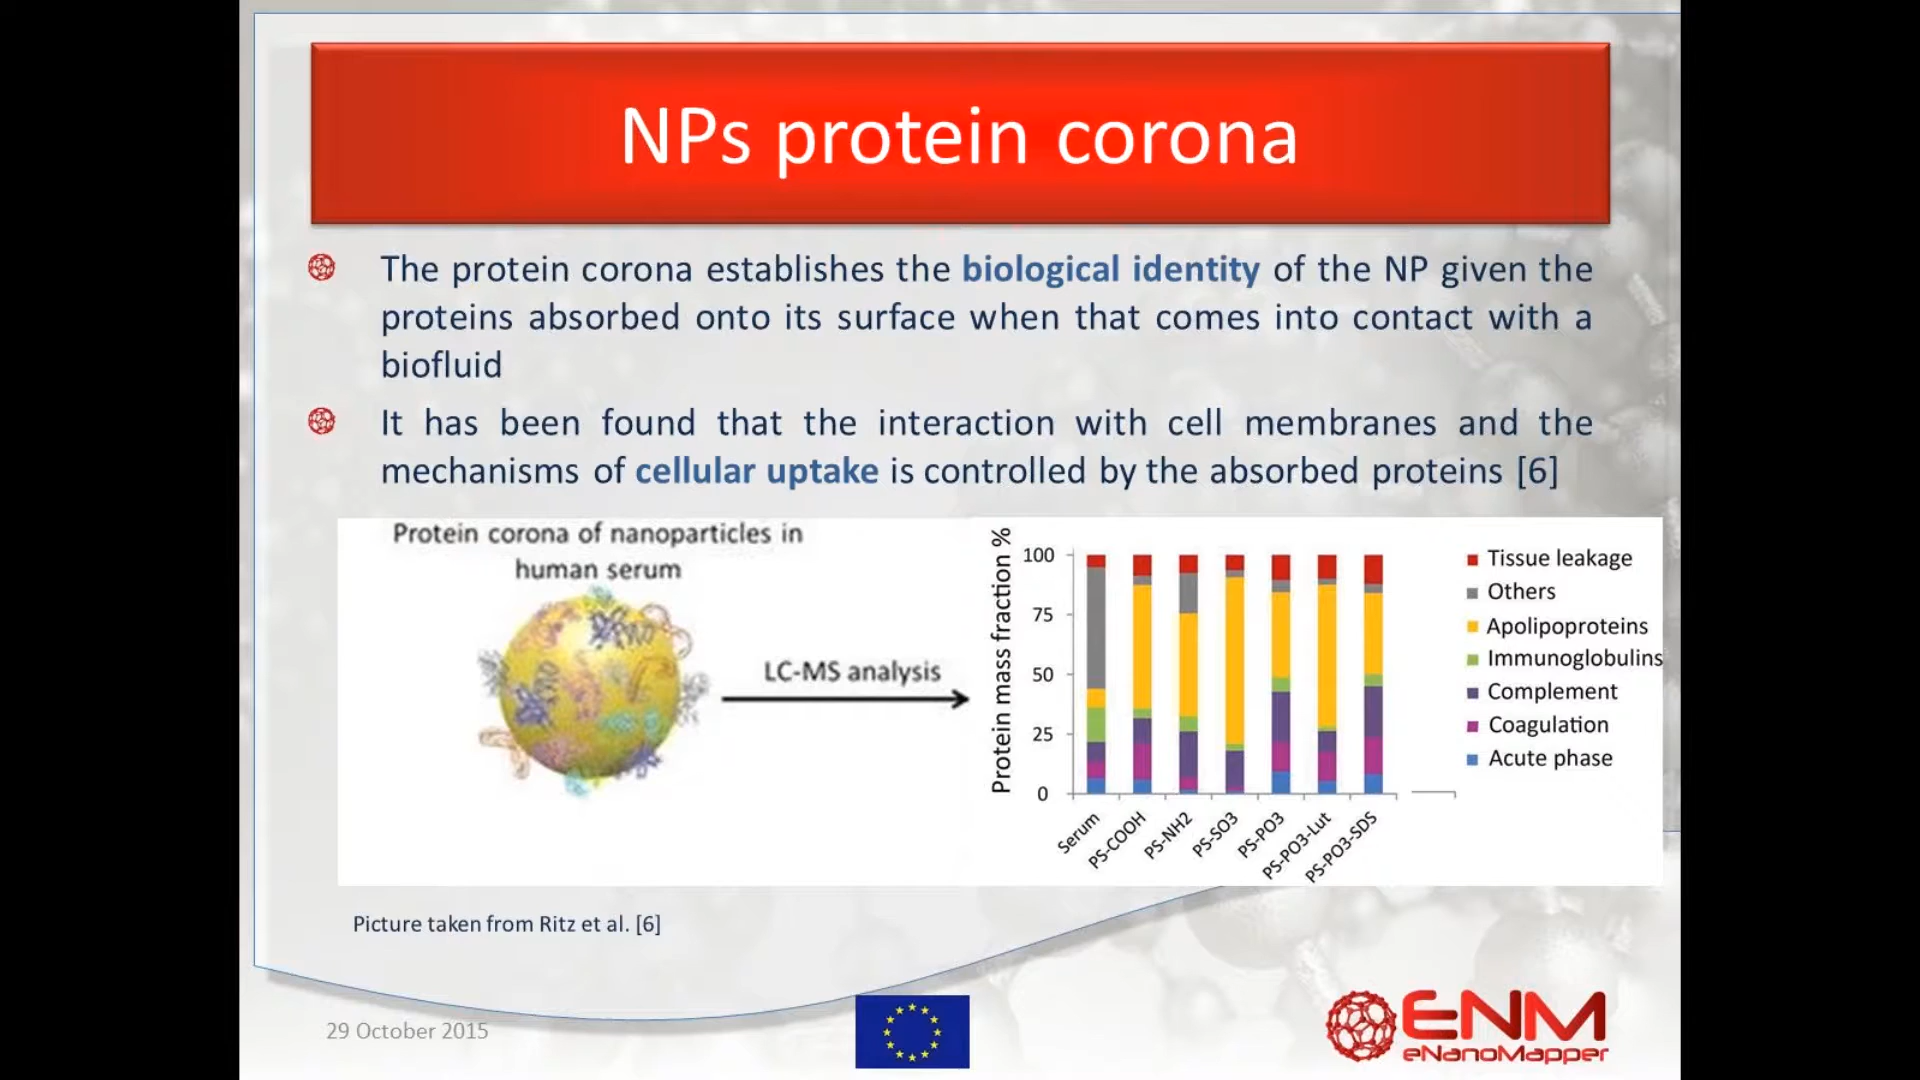 NPs protein corona
The protein corona establishes the biological identity of the NP given the
proteins absorbed onto its surface when that comes into contact with a
biofluid
It has been found that the interaction with cell membranes and the
mechanisms of cellular uptake is controlled by the absorbed proteins [6]
Protein corona of nanoparticles in
human serum
LC-MS analysis
Protein mass fraction %
100
75
50
25
0
Serum
PS-COOH
PS-NH2
PS-SO3
PS-PO3
PS-PO3-Lut
PS-PO3-SDS
Tissue leakage
Others
Apolipoproteins
Immunoglobulins
Complement
Coagulation
Acute phase
Picture taken from Ritz et al. [6]
29 October 2015
ENM
eNanoMapper